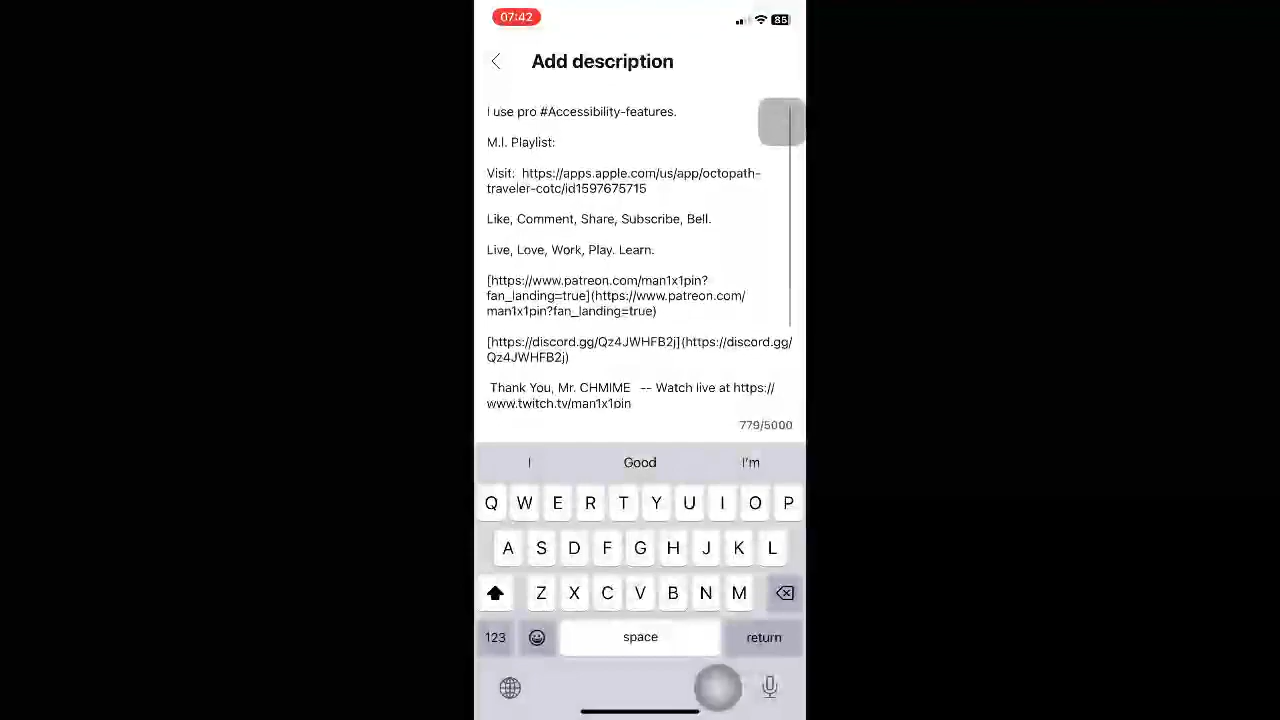 07:42
85
Add description
I use pro #Accessibility-features.
M.I. Playlist:
Visit:  https://apps.apple.com/us/app/octopath-
traveler-cotc/id1597675715
Like, Comment, Share, Subscribe, Bell.
Live, Love, Work, Play. Learn.
[https://www.patreon.com/man1x1pin?
fan_landing=true](https://www.patreon.com/
man1x1pin?fan_landing=true)
[https://discord.gg/Qz4JWHFB2j](https://discord.gg/
Qz4JWHFB2j)
Thank You, Mr. CHMIME   -- Watch live at https://
www.twitch.tv/man1x1pin
779/5000
I Good I'm
Q W E R T Y U I O P
A S D F G H J K L
Z X C V B N M
123 space return